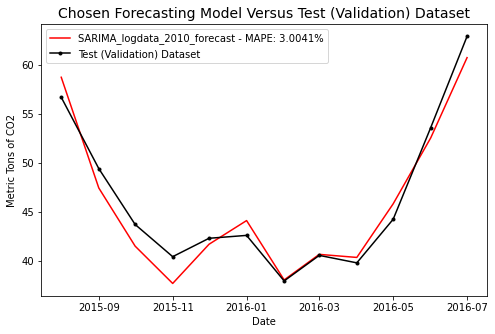 Chosen Forecasting Model Versus Test (Validation) Dataset
SARIMA_logdata_2010_forecast - MAPE: 3.0041%
Test (Validation) Dataset
Metric Tons of CO2
60
55
50
45
40
2015-09
2015-11
2016-01
2016-03
2016-05
2016-07
Date